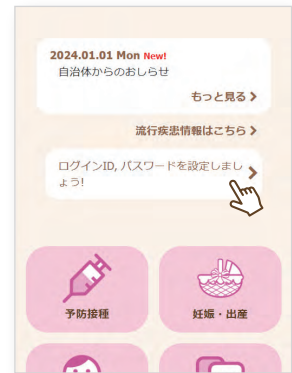 2024.01.01 Mon New!
自治体からのおしらせ
もっと見る
流行疾患情報はこちら
ログインID, パスワードを設定しまし
ょう!
予防接種
妊娠・出産